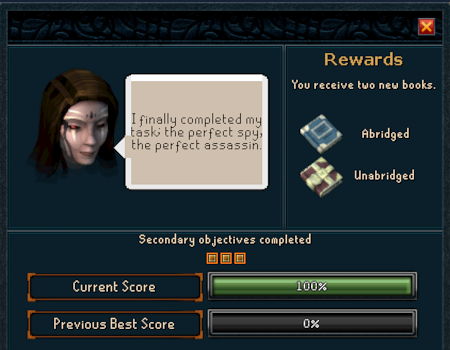 Rewards
You receive two new books.
I finally completed my
task; the perfect spy,
the perfect assassin.
Abridged
Unabridged
Secondary objectives completed
Current Score
100%
Previous Best Score
0%